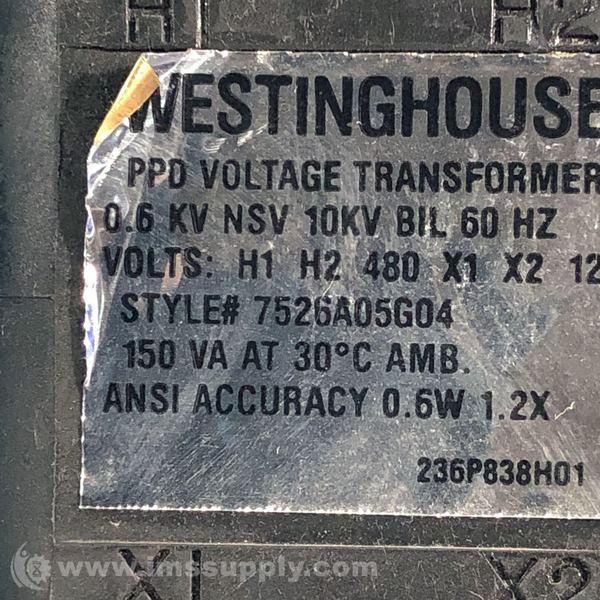 H1 H2
WESTINGHOUSE
PPD VOLTAGE TRANSFORMER
0.6 KV NSV 10KV BIL 60 HZ
VOLTS: H1 H2 480 X1 X2 12
STYLE# 7526A05G04
150 VA AT 30°C AMB.
ANSI ACCURACY 0.6W 1.2X
236P838H01
www.imssupply.com
X1 X2